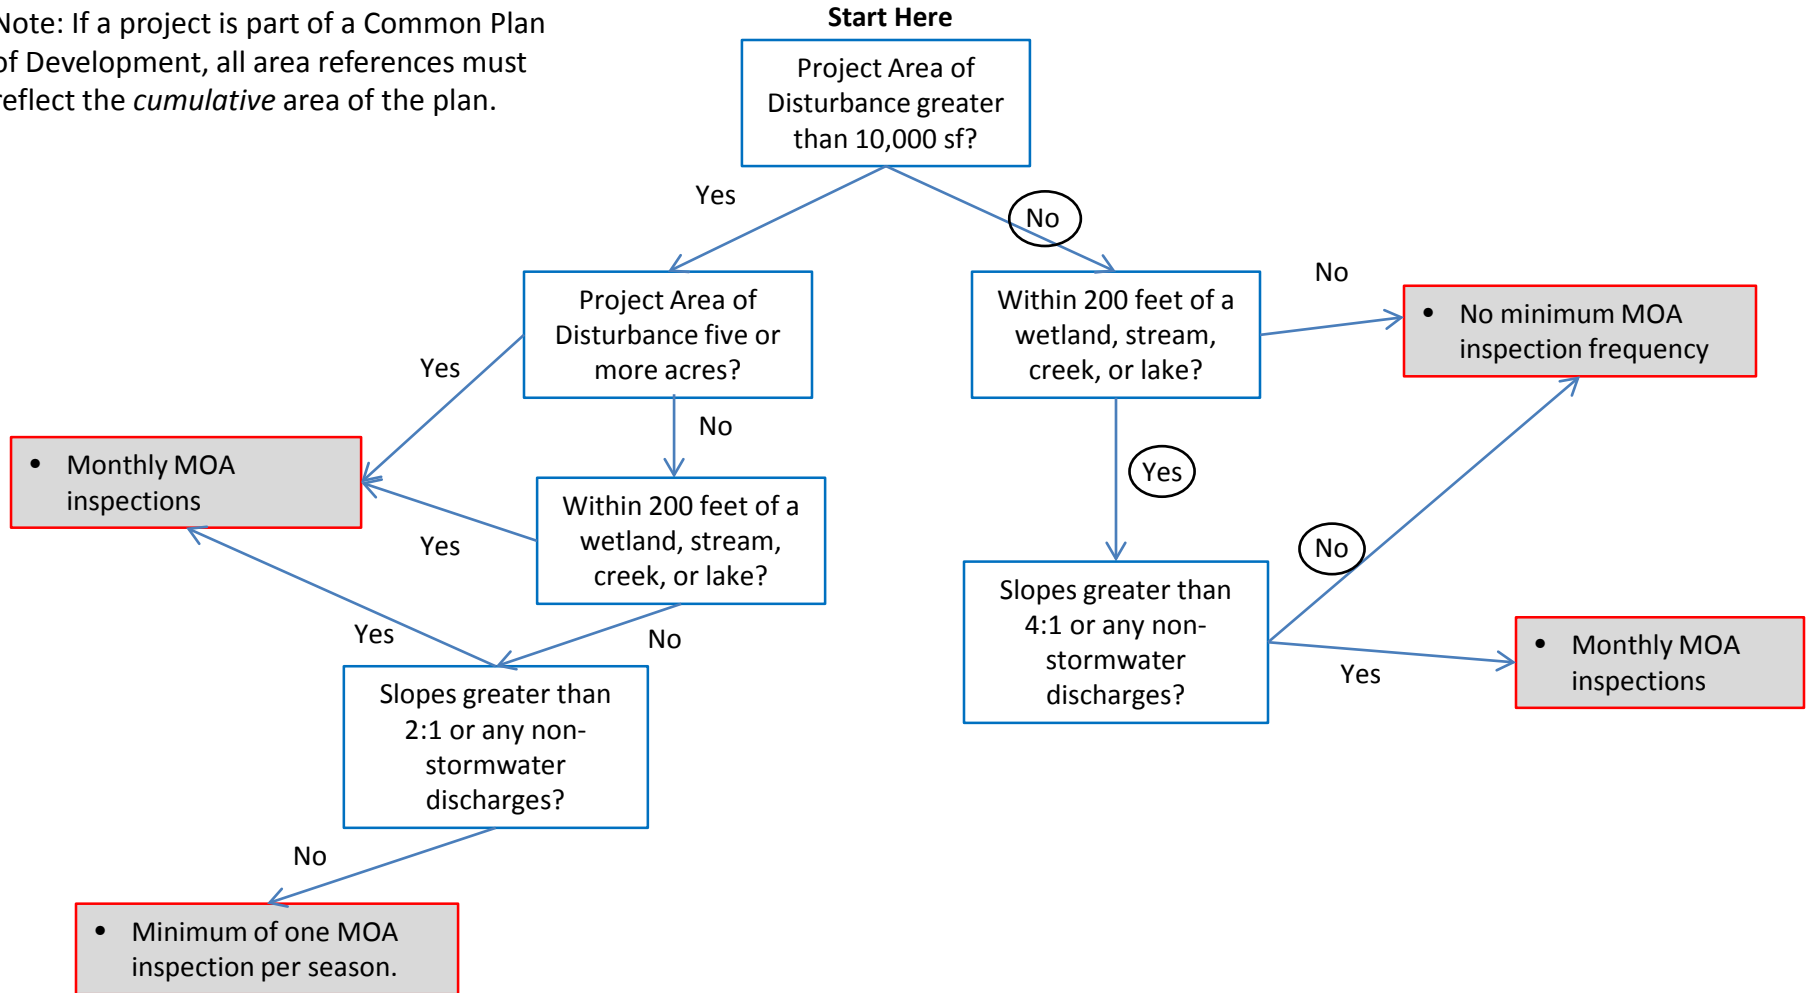 Note: If a project is part of a Common Plan
of Development, all area references must
reflect the cumulative area of the plan.
Start Here
Project Area of
Disturbance greater
than 10,000 sf?
Yes
No
Project Area of
Disturbance five or
more acres?
Within 200 feet of a
wetland, stream,
creek, or lake?
No
• No minimum MOA
inspection frequency
Yes
No
• Monthly MOA
inspections
Yes
Within 200 feet of a
wetland, stream,
creek, or lake?
Yes
No
Slopes greater than
4:1 or any non-
stormwater
discharges?
Yes
• Monthly MOA
inspections
Yes
No
Slopes greater than
2:1 or any non-
stormwater
discharges?
No
• Minimum of one MOA
inspection per season.